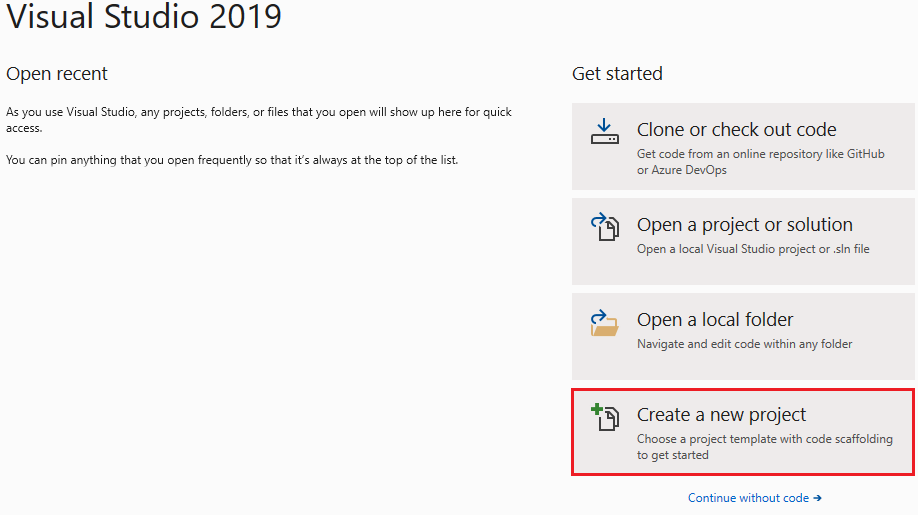 Visual Studio 2019
Open recent
As you use Visual Studio, any projects, folders, or files that you open will show up here for quick
access.
You can pin anything that you open frequently so that it's always at the top of the list.
Get started
Clone or check out code
Get code from an online repository like GitHub
or Azure DevOps
Open a project or solution
Open a local Visual Studio project or .sln file
Open a local folder
Navigate and edit code within any folder
Create a new project
Choose a project template with code scaffolding
to get started
Continue without code →